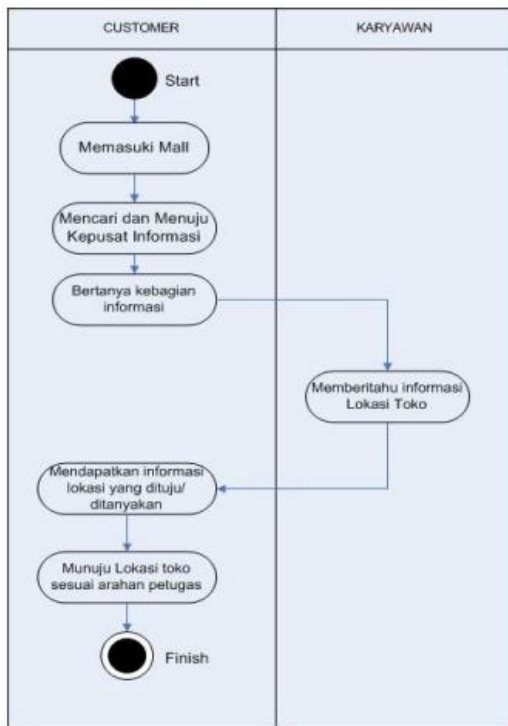 CUSTOMER
KARYAWAN
Start
Memasuki Mall
Mencari dan Menuju
Kepusat Informasi
Bertanya kebagian
informasi
Memberitahu informasi
Lokasi Toko
Mendapatkan informasi
lokasi yang dituju/
ditanyakan
Munuju Lokasi toko
sesuai arahan petugas
Finish